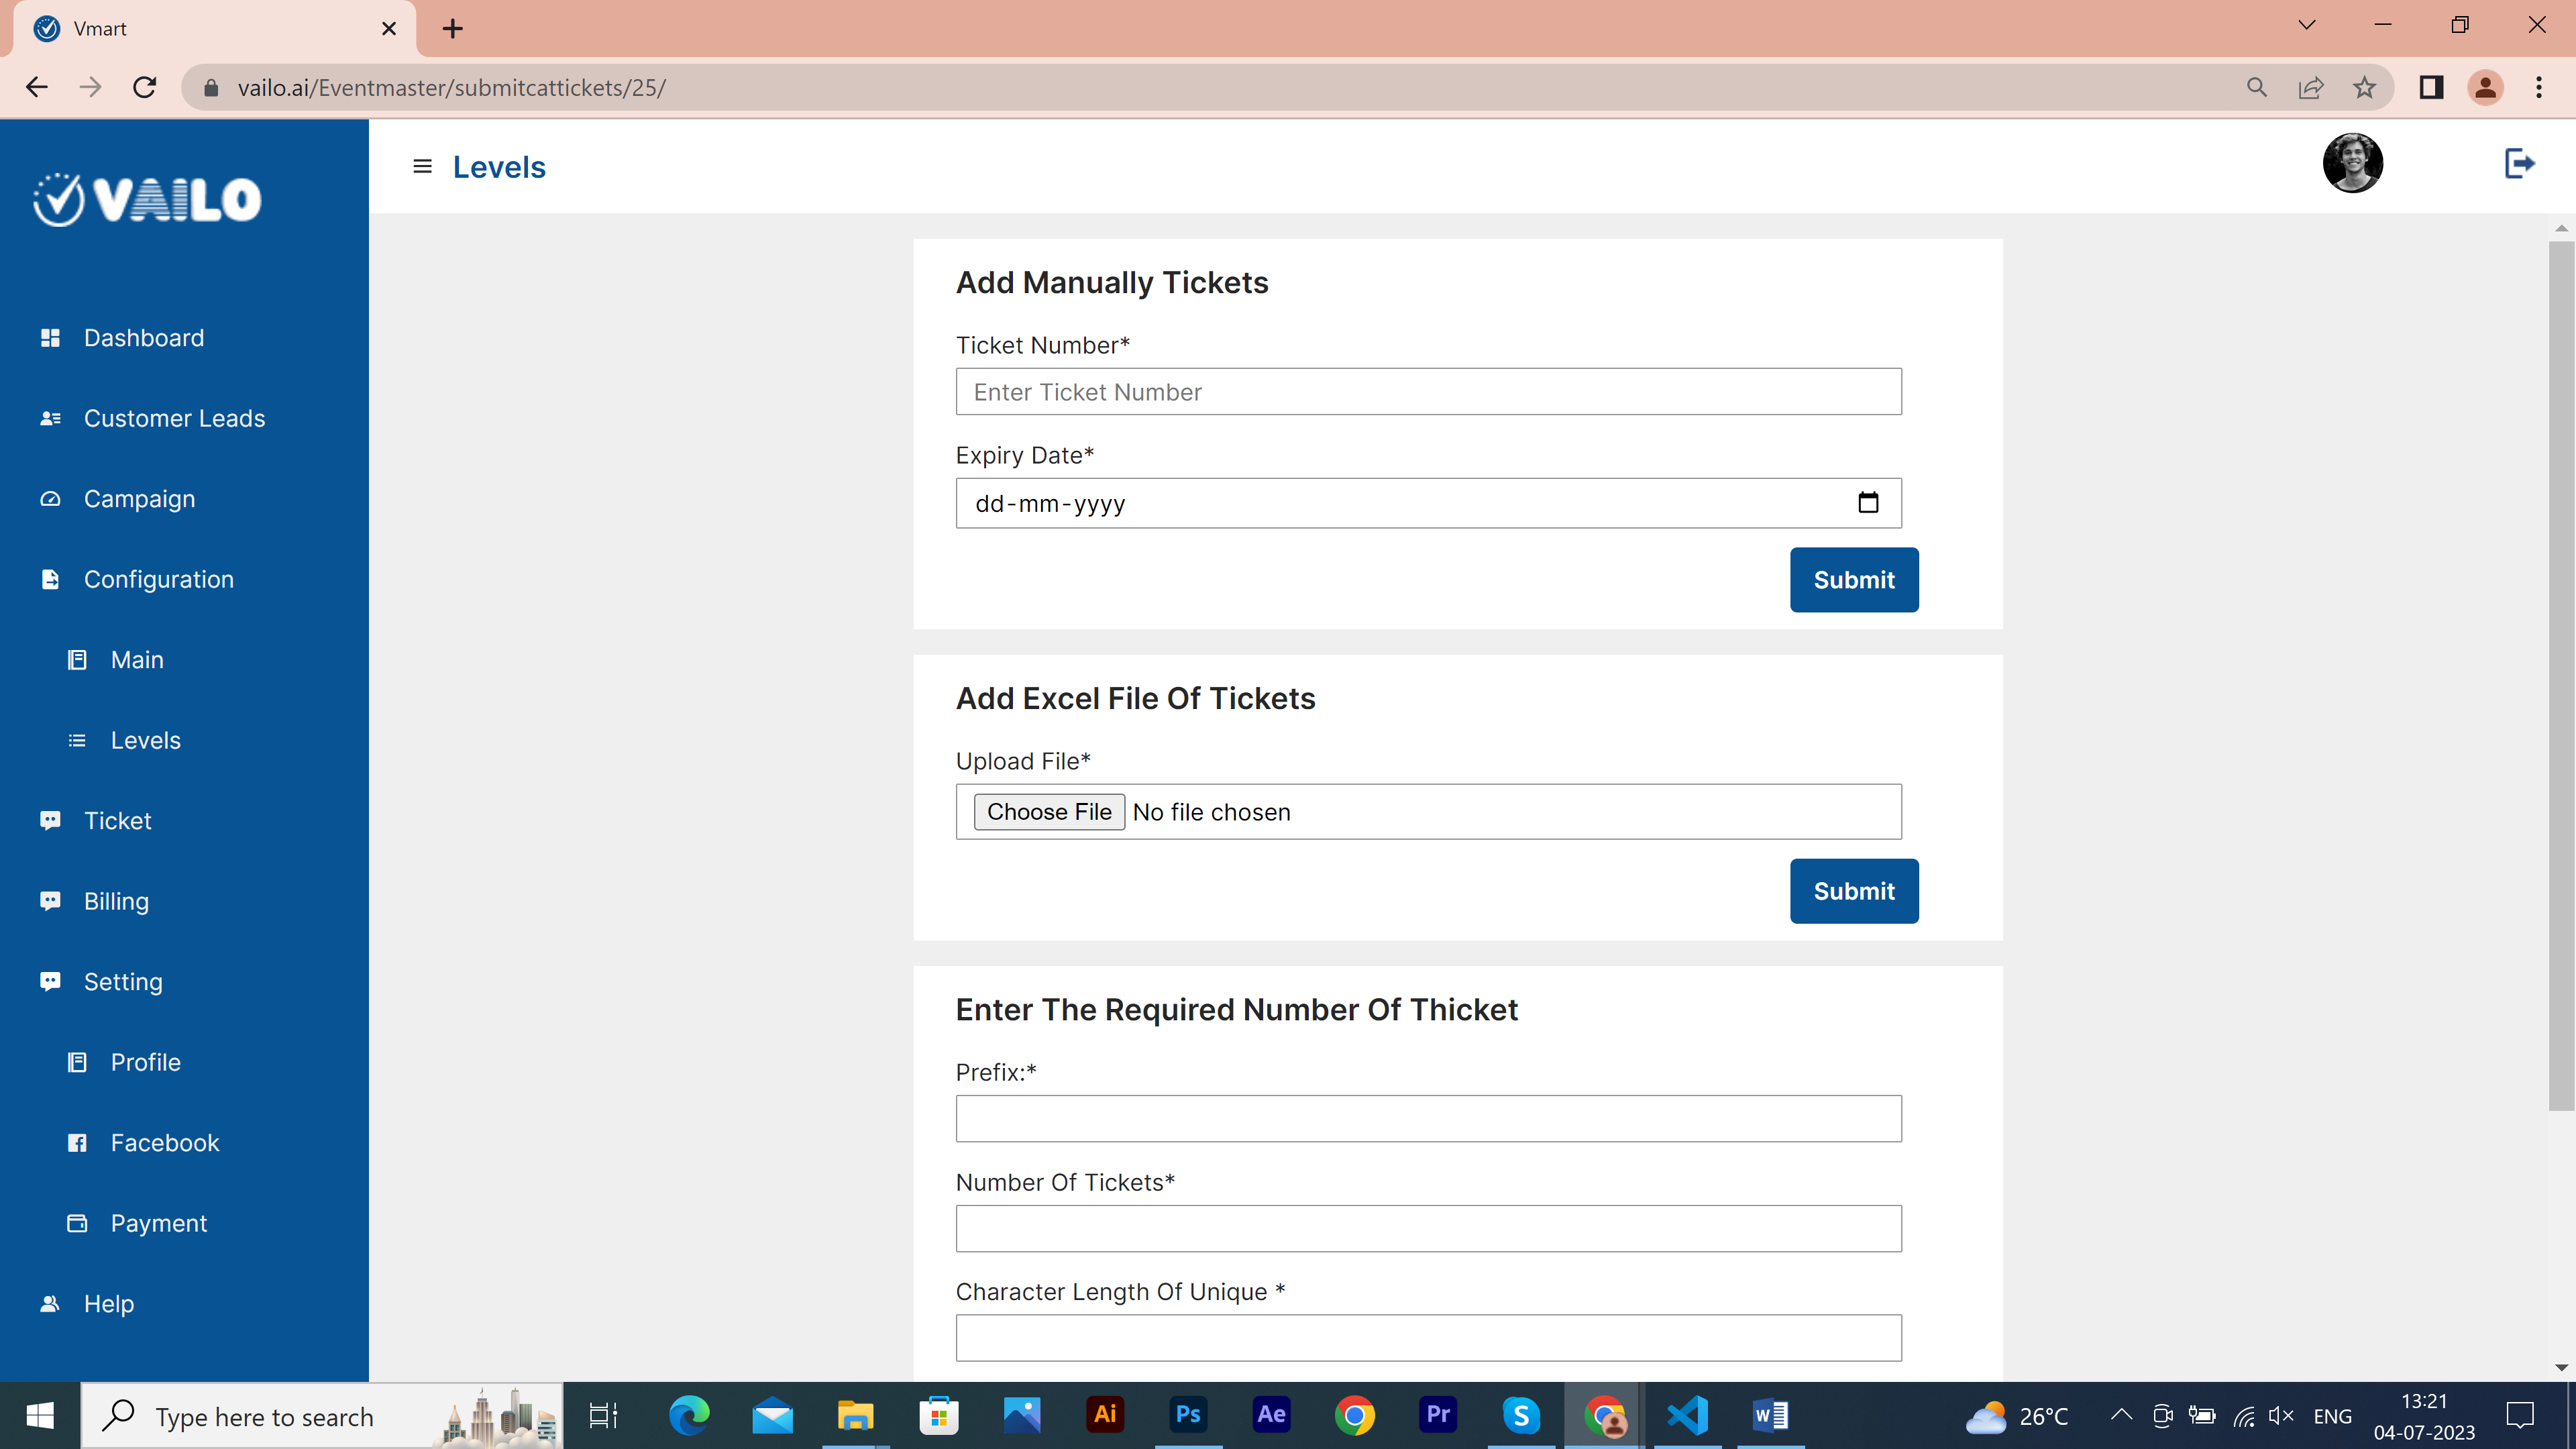 Vmart
vailo.ai/Eventmaster/submitcattickets/25/
VAILO
Levels
Dashboard
Customer Leads
Campaign
Configuration
Main
Levels
Ticket
Billing
Setting
Profile
Facebook
Payment
Help
Add Manually Tickets
Ticket Number*
Enter Ticket Number
Expiry Date*
dd-mm-yyyy
Submit
Add Excel File Of Tickets
Upload File*
Choose File No file chosen
Submit
Enter The Required Number Of Thicket
Prefix:*
Number Of Tickets*
Character Length Of Unique *
Type here to search
Ai
Ps
Ae
Pr
S
W
26°C
ENG
13:21
04-07-2023